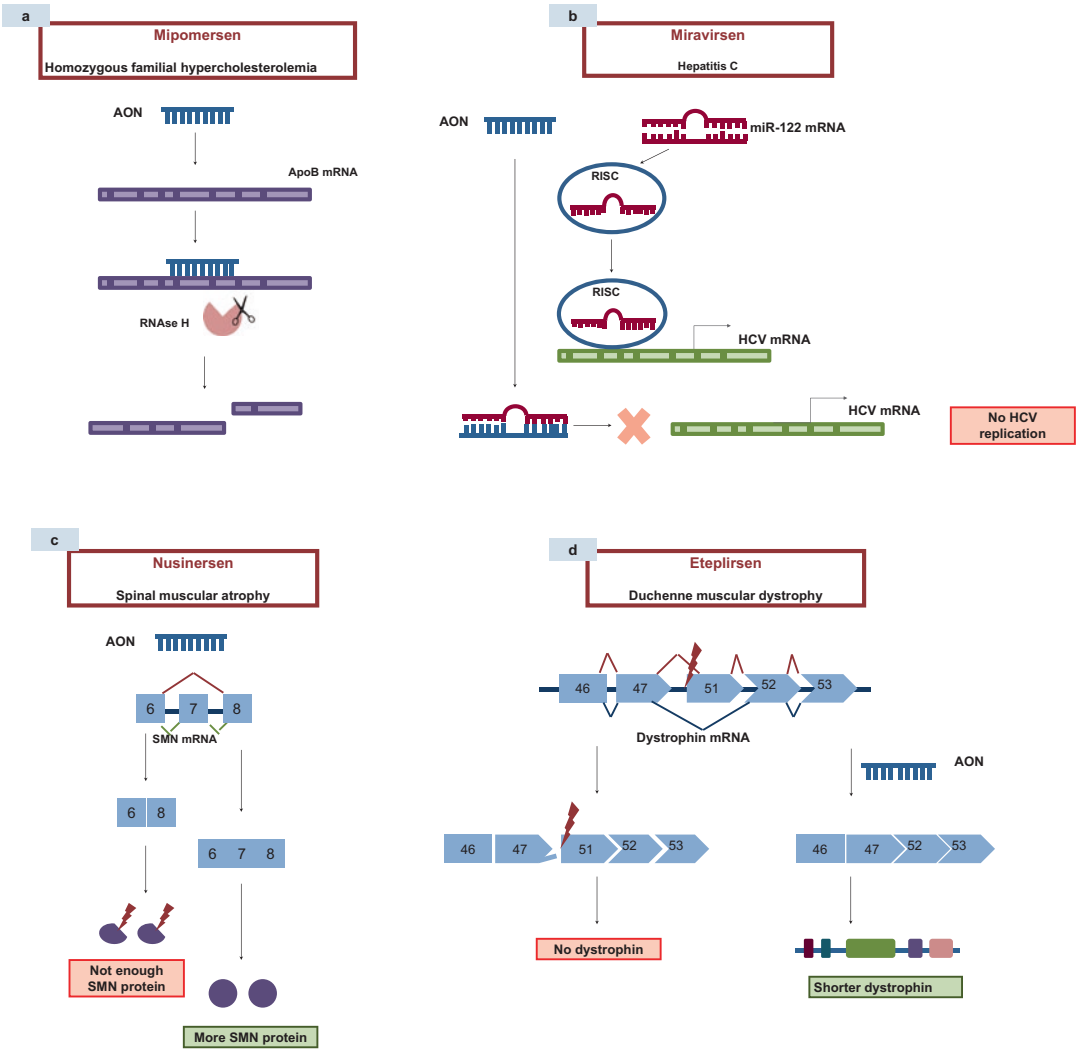 a
Mipomersen
Homozygous familial hypercholesterolemia
AON
ApoB mRNA
RNAse H
b
Miravirsen
Hepatitis C
AON
miR-122 mRNA
RISC
RISC
HCV mRNA
HCV mRNA
No HCV
replication
c
Nusinersen
Spinal muscular atrophy
AON
6 7 8
SMN mRNA
6 8
6 7 8
Not enough
SMN protein
More SMN protein
d
Eteplirsen
Duchenne muscular dystrophy
46 47 51 52 53
Dystrophin mRNA
AON
46 47 51 52 53
46 47 52 53
No dystrophin
Shorter dystrophin